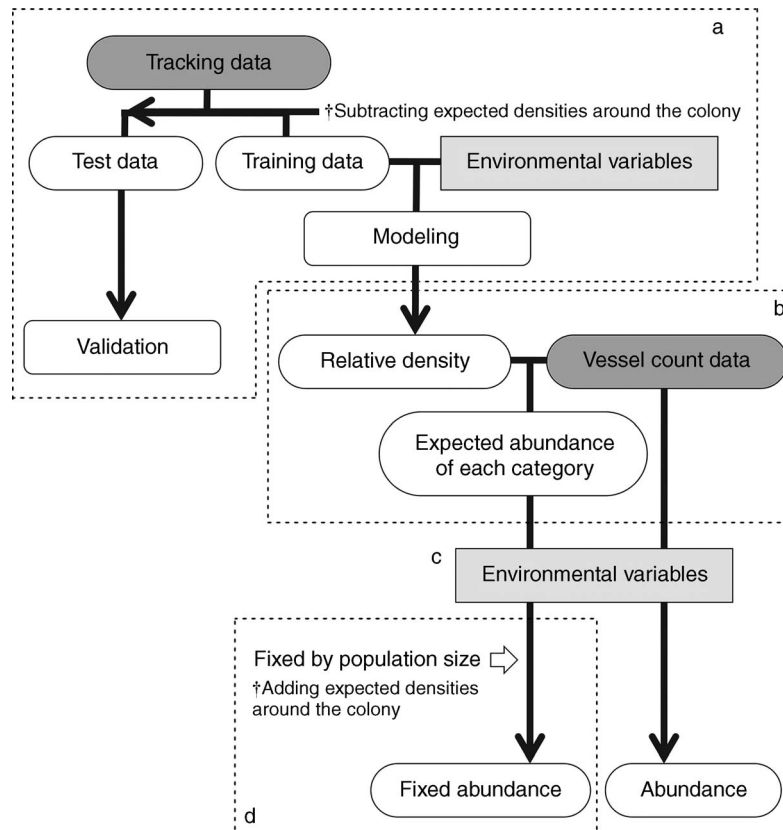 a
Tracking data
†Subtracting expected densities around the colony
Test data
Training data
Environmental variables
Modeling
Validation
b
Relative density
Vessel count data
Expected abundance
of each category
c
Environmental variables
Fixed by population size
†Adding expected densities
around the colony
Fixed abundance
Abundance
d